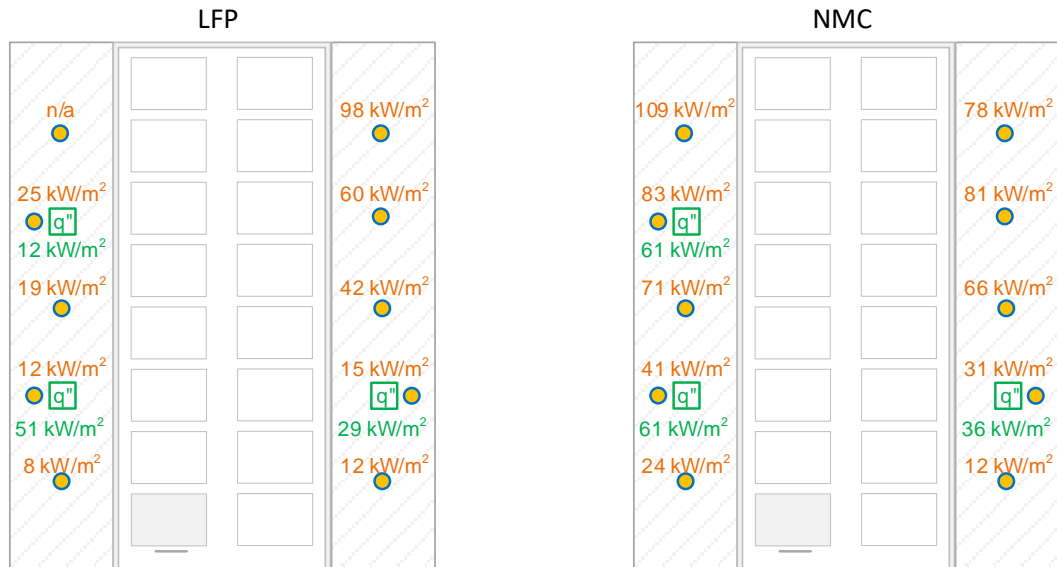 LFP
n/a
98 kW/m²
25 kW/m²
60 kW/m²
q"
12 kW/m²
19 kW/m²
42 kW/m²
12 kW/m²
15 kW/m²
q"
q"
51 kW/m²
29 kW/m²
8 kW/m²
12 kW/m²
NMC
109 kW/m²
78 kW/m²
83 kW/m²
81 kW/m²
q"
61 kW/m²
71 kW/m²
66 kW/m²
41 kW/m²
31 kW/m²
q"
q"
61 kW/m²
36 kW/m²
24 kW/m²
12 kW/m²